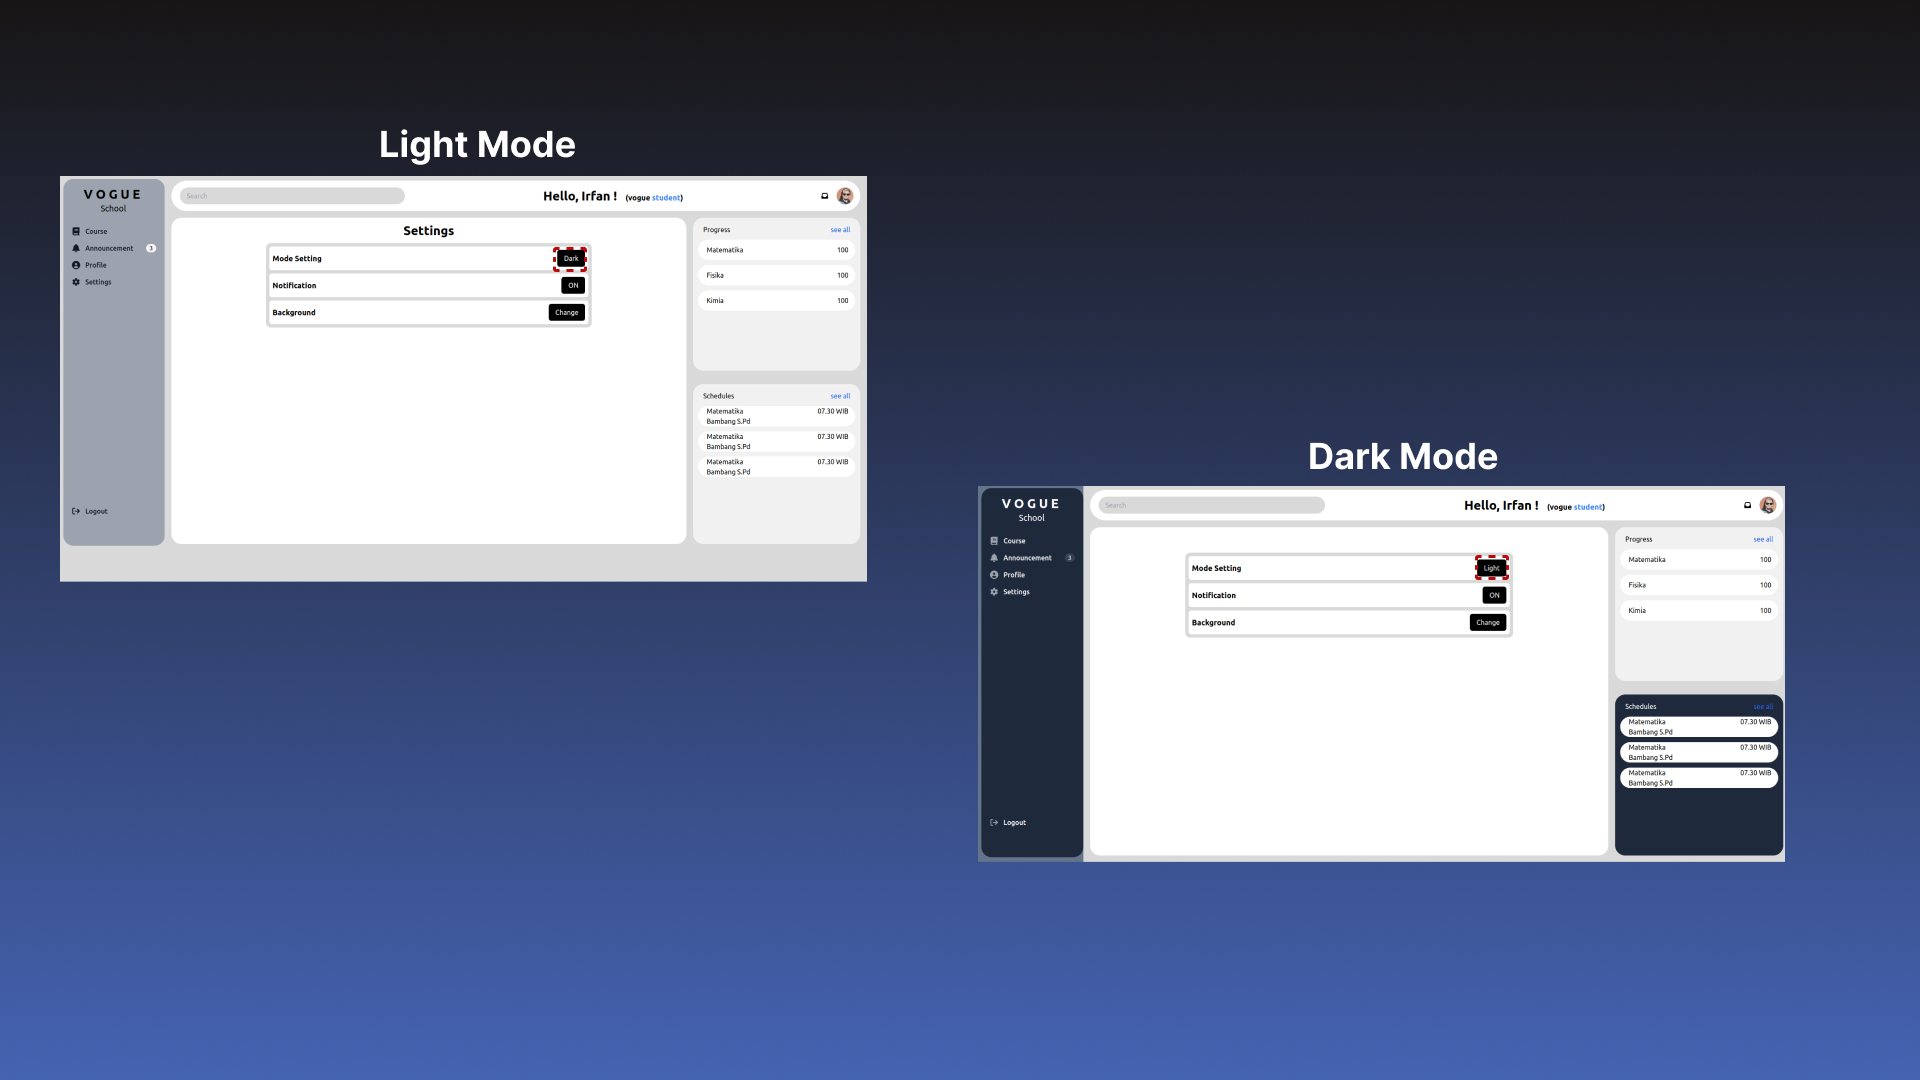 Light Mode
VOGUE
School
Course
Announcement 3
Profile
Settings
Logout
Search
Hello, Irfan ! (vogue student)
Settings
Mode Setting Dark
Notification ON
Background Change
Progress see all
Matematika 100
Fisika 100
Kimia 100
Schedules see all
Matematika 07.30 WIB
Bambang S.Pd
Matematika 07.30 WIB
Bambang S.Pd
Matematika 07.30 WIB
Bambang S.Pd
Dark Mode
VOGUE
School
Course
Announcement 3
Profile
Settings
Logout
Search
Hello, Irfan ! (vogue student)
Mode Setting Light
Notification ON
Background Change
Progress see all
Matematika 100
Fisika 100
Kimia 100
Schedules see all
Matematika 07.30 WIB
Bambang S.Pd
Matematika 07.30 WIB
Bambang S.Pd
Matematika 07.30 WIB
Bambang S.Pd